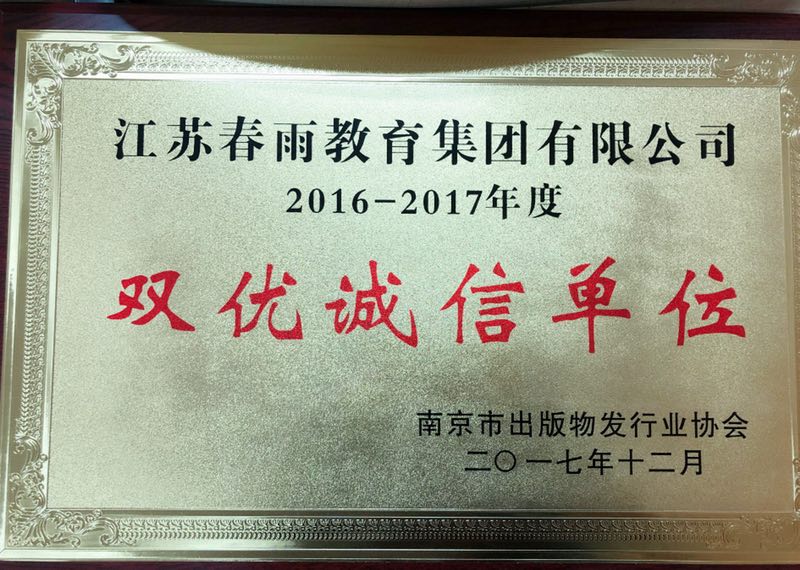 江苏春雨教育集团有限公司
2016-2017年度
双优诚信单位
南京市出版物发行业协会
二〇一七年十二月